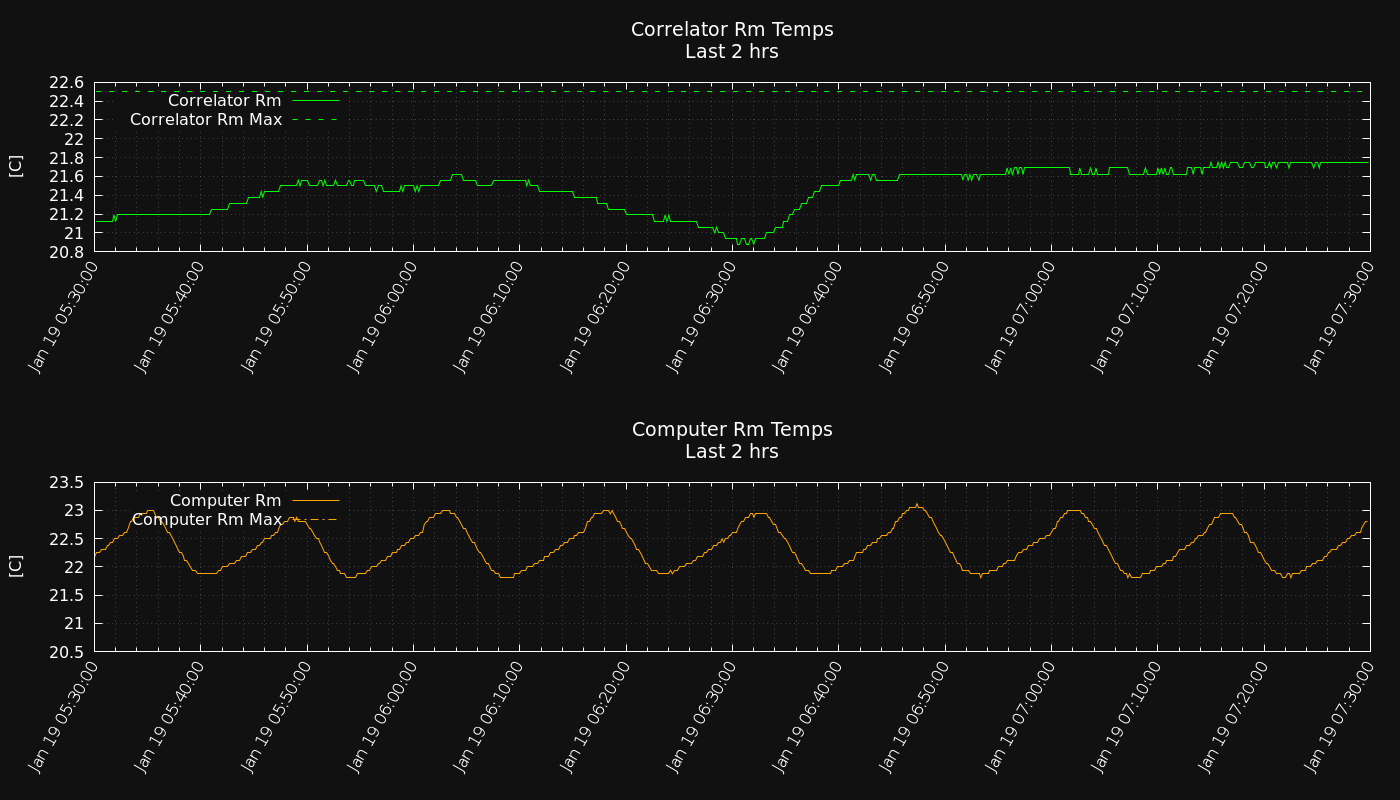 Correlator Rm Temps
Last 2 hrs
22.6
22.4
22.2
22
21.8
21.6
21.4
21.2
21
20.8
[C]
Correlator Rm
Correlator Rm Max
Jan 19 05:30:00
Jan 19 05:40:00
Jan 19 05:50:00
Jan 19 06:00:00
Jan 19 06:10:00
Jan 19 06:20:00
Jan 19 06:30:00
Jan 19 06:40:00
Jan 19 06:50:00
Jan 19 07:00:00
Jan 19 07:10:00
Jan 19 07:20:00
Jan 19 07:30:00
Computer Rm Temps
Last 2 hrs
23.5
23
22.5
22
21.5
21
20.5
[C]
Computer Rm
Computer Rm Max
Jan 19 05:30:00
Jan 19 05:40:00
Jan 19 05:50:00
Jan 19 06:00:00
Jan 19 06:10:00
Jan 19 06:20:00
Jan 19 06:30:00
Jan 19 06:40:00
Jan 19 06:50:00
Jan 19 07:00:00
Jan 19 07:10:00
Jan 19 07:20:00
Jan 19 07:30:00